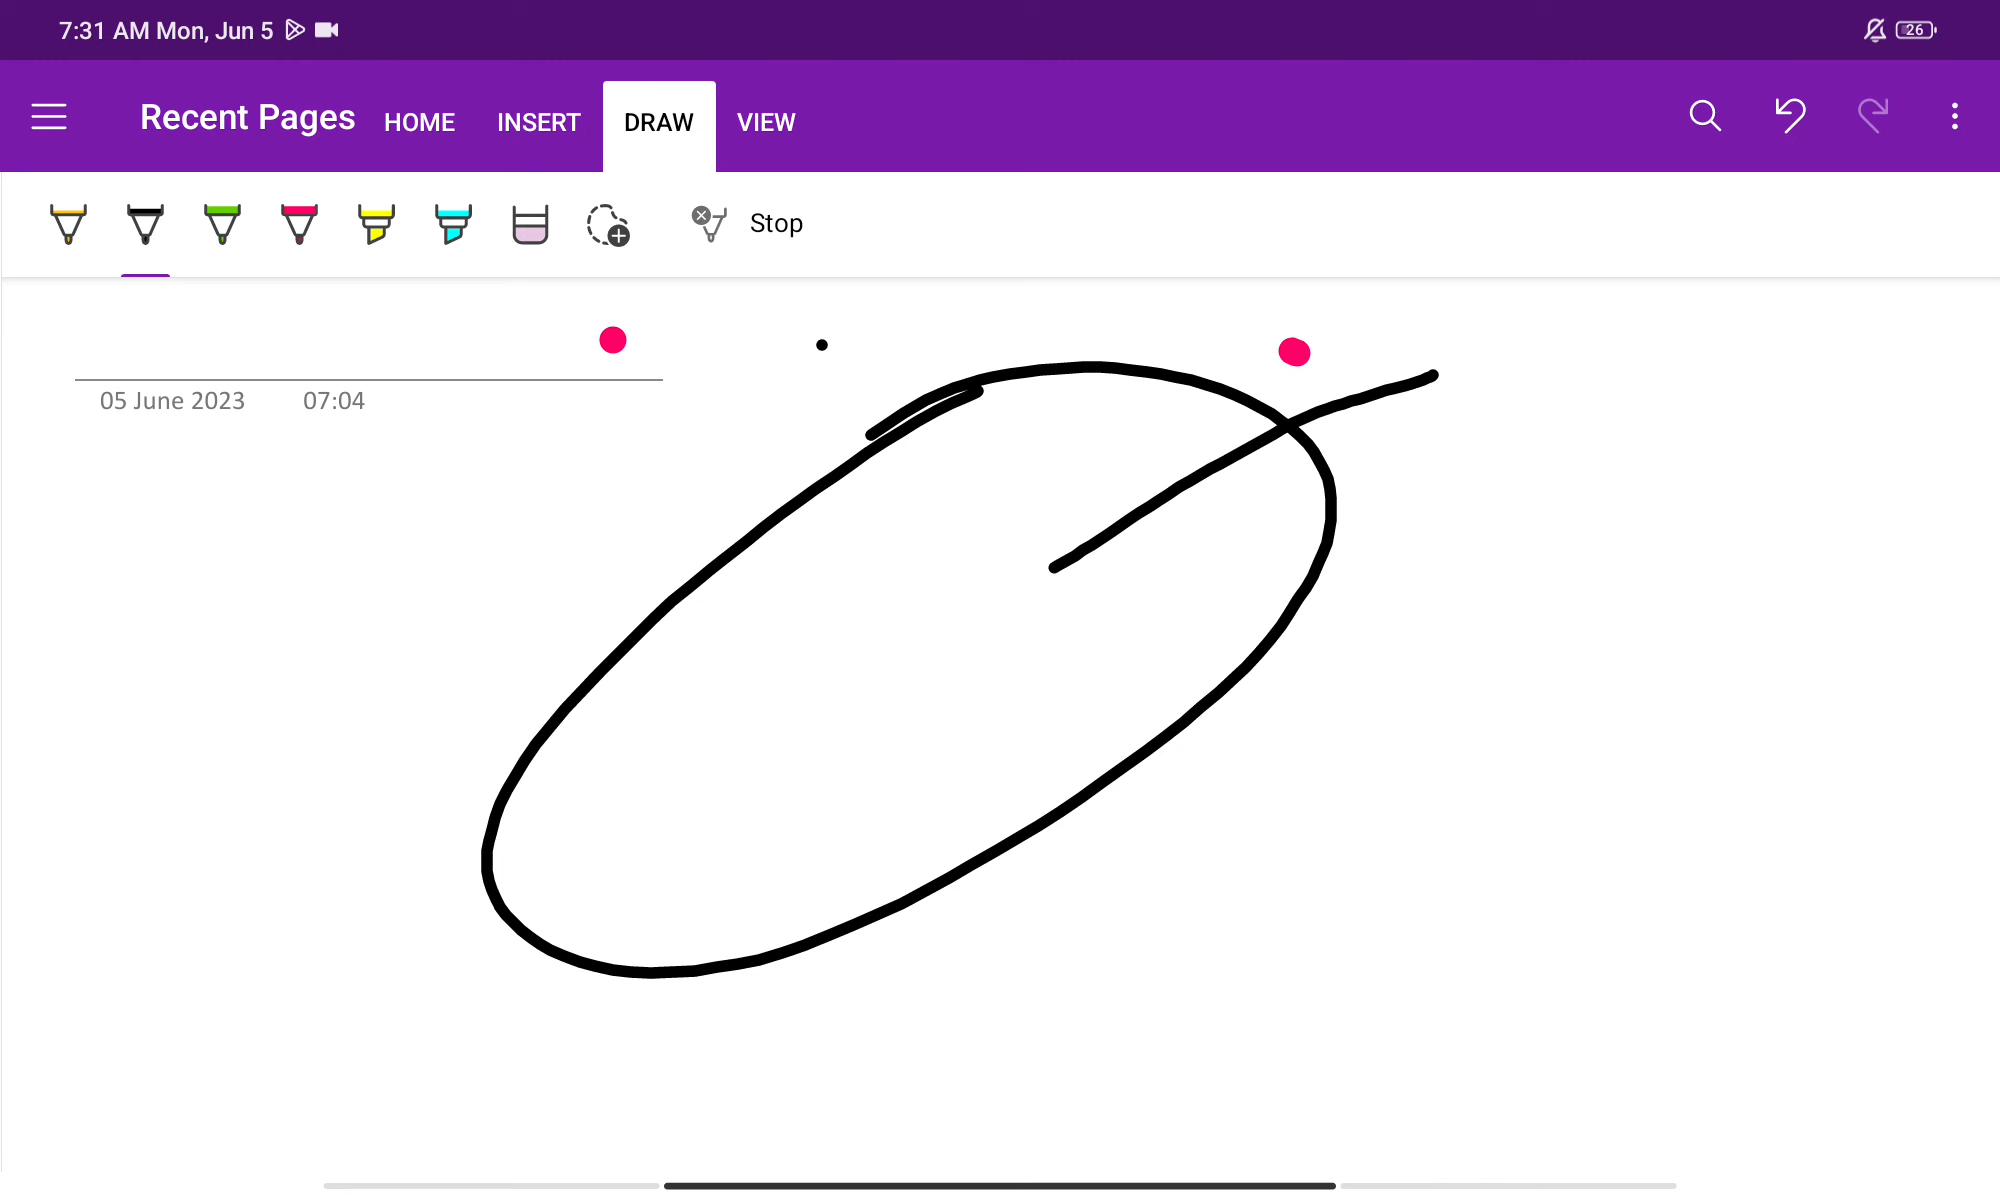 7:31 AM Mon, Jun 5 26
Recent Pages HOME INSERT DRAW VIEW
Stop
05 June 2023 07:04